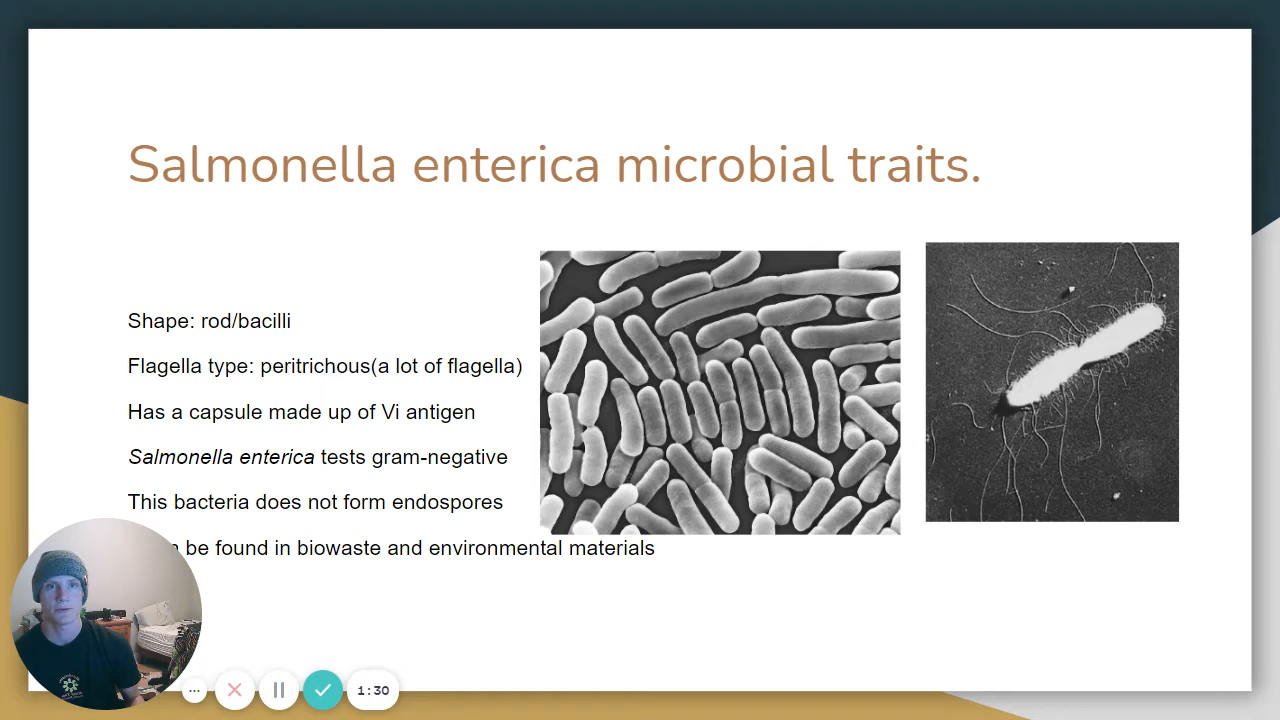 Salmonella enterica microbial traits.
Shape: rod/bacilli
Flagella type: peritrichous(a lot of flagella)
Has a capsule made up of Vi antigen
Salmonella enterica tests gram-negative
This bacteria does not form endospores
be found in biowaste and environmental materials
1:30